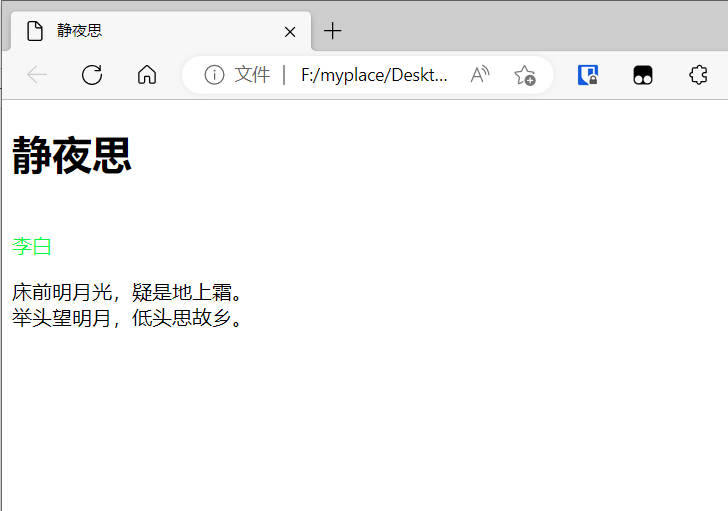 静夜思
文件 | F:/myplace/Deskt...
静夜思
李白
床前明月光，疑是地上霜。
举头望明月，低头思故乡。